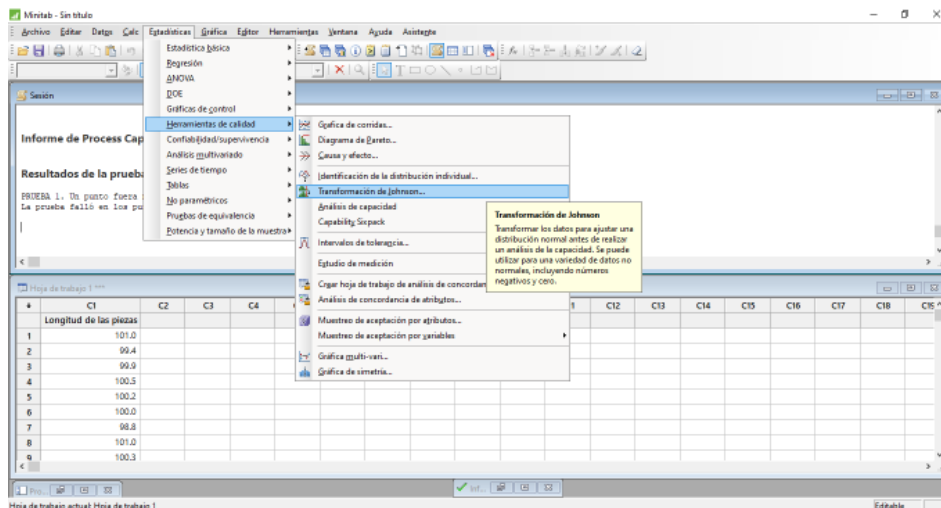 Minitab - Sin título
Archivo Editar Datos Calc Estadísticas Gráfica Editor Herramientas Ventana Ayuda Asistente
Estadística básica
Regresión
ANOVA
DOE
Gráficas de control
Herramientas de calidad
Confiabilidad/supervivencia
Análisis multivariado
Series de tiempo
Tablas
No paramétricos
Pruebas de equivalencia
Potencia y tamaño de la muestra
Gráfica de corridas...
Diagrama de Pareto...
Causa y efecto...
Identificación de la distribución individual...
Transformación de Johnson...
Análisis de capacidad
Capability Sixpack
Intervalos de tolerancia...
Estudio de medición
Crear hoja de trabajo de análisis de concordan
Análisis de concordancia de atributos...
Muestreo de aceptación por atributos...
Muestreo de aceptación por variables
Gráfica multi-vari...
Gráfica de simetría...
Transformación de Johnson
Transformar los datos para ajustar una
distribución normal antes de realizar
un análisis de la capacidad. Se puede
utilizar para una variedad de datos no
normales, incluyendo números
negativos y cero.
Sesión
Informe de Process Cap
Resultados de la prueba
PRUEBA 1. Un punto fuera
La prueba falló en los pu
Hoja de trabajo 1 ***
C1 C2 C3 C4 1 C12 C13 C14 C15 C16 C17 C18 C19
Longitud de las piezas
1 101.0
2 99.4
3 99.9
4 100.5
5 100.2
6 100.0
7 98.8
8 101.0
9 100.3
Pro... Inf...
Hoja de trabajo actual: Hoja de trabajo 1 Editable